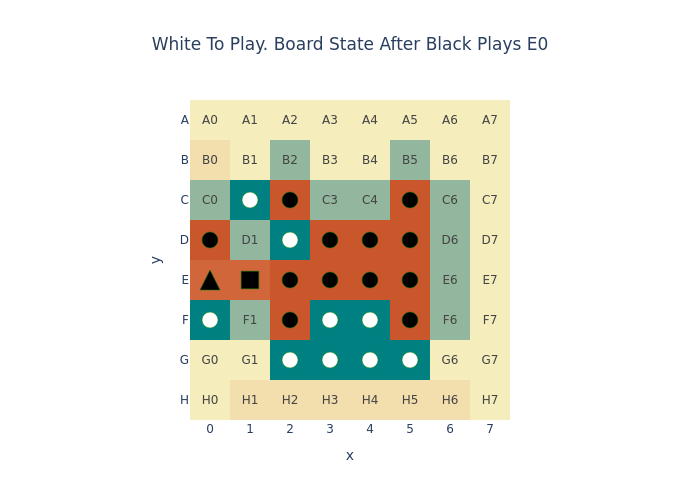 White To Play. Board State After Black Plays E0
A A0 A1 A2 A3 A4 A5 A6 A7
B B0 B1 B2 B3 B4 B5 B6 B7
C C0 C3 C4 C6 C7
D D1 D6 D7
E E6 E7
F F1 F6 F7
G G0 G1 G6 G7
H H0 H1 H2 H3 H4 H5 H6 H7
0 1 2 3 4 5 6 7
x
y